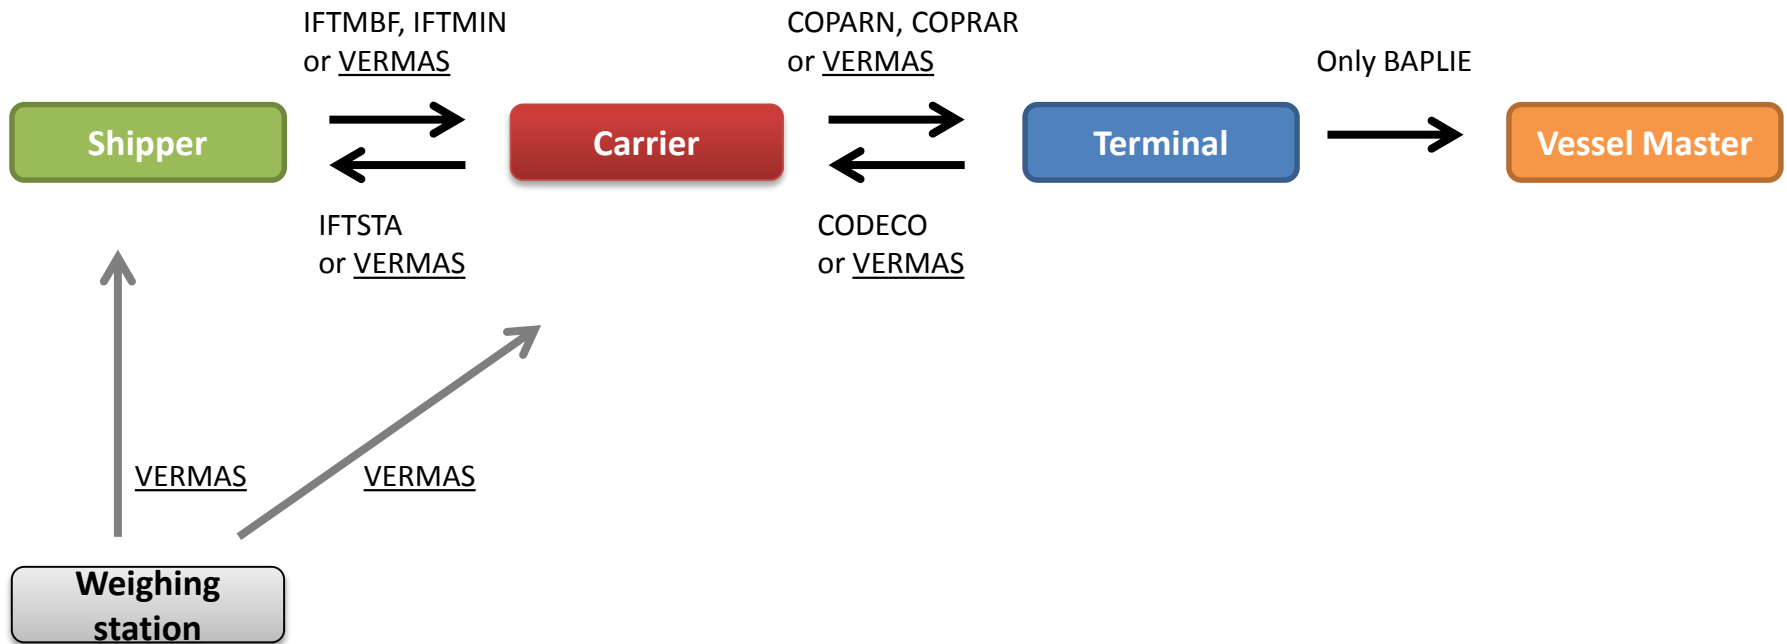 IFTMBF, IFTMIN
or VERMAS
COPARN, COPRAR
or VERMAS
Only BAPLIE
Shipper
Carrier
Terminal
Vessel Master
IFTSTA
or VERMAS
CODECO
or VERMAS
VERMAS
VERMAS
Weighing
station